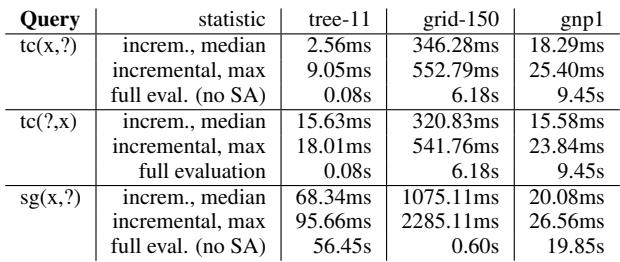 Query statistic tree-11 grid-150 gnp1
tc(x,?) increm., median 2.56ms 346.28ms 18.29ms
incremental, max 9.05ms 552.79ms 25.40ms
full eval. (no SA) 0.08s 6.18s 9.45s
tc(?,x) increm., median 15.63ms 320.83ms 15.58ms
incremental, max 18.01ms 541.76ms 23.84ms
full evaluation 0.08s 6.18s 9.45s
sg(x,?) increm., median 68.34ms 1075.11ms 20.08ms
incremental, max 95.66ms 2285.11ms 26.56ms
full eval. (no SA) 56.45s 0.60s 19.85s